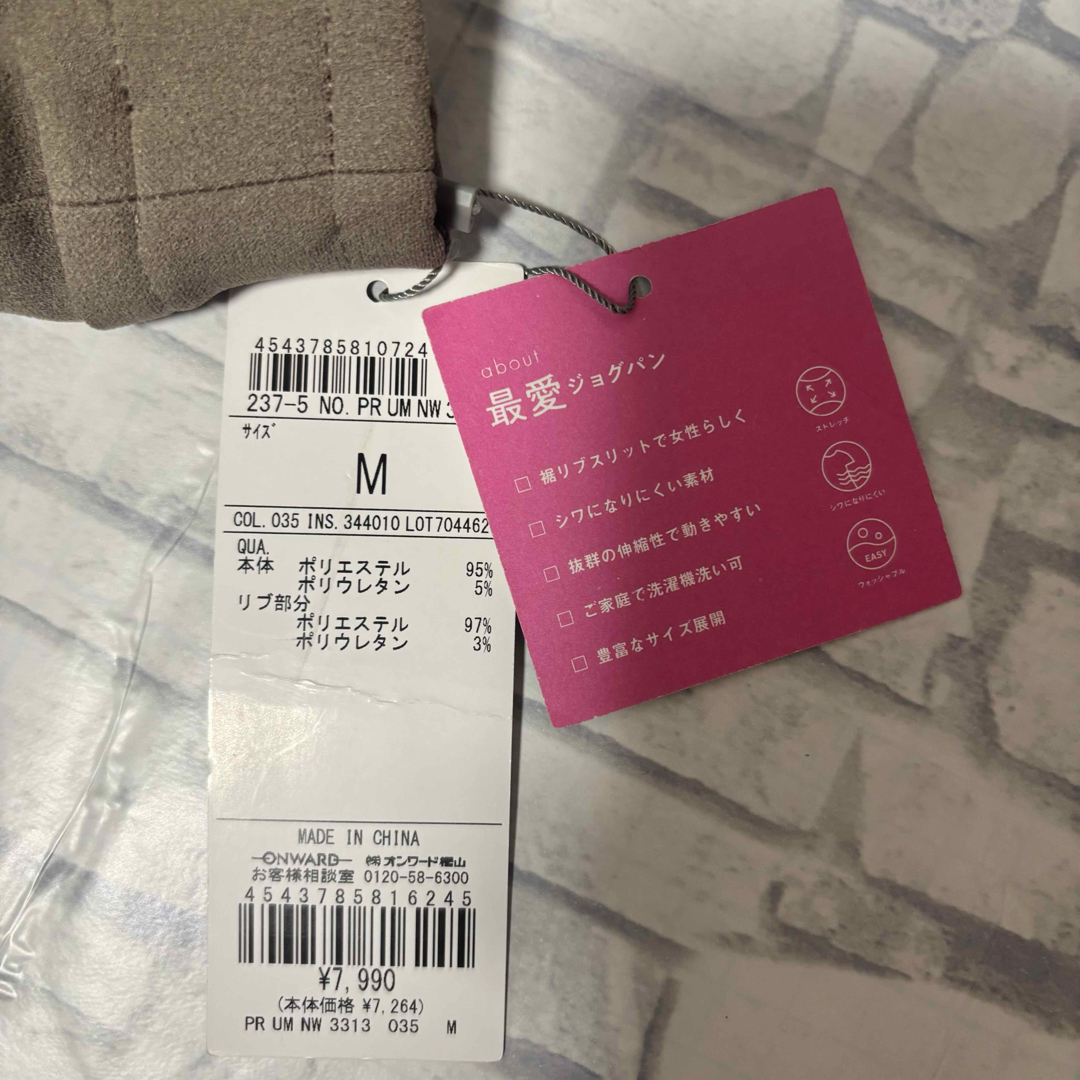 4543785810724
237-5 NO. PR UM NW 3
サイズ
M
COL. 035 INS. 344010 LOT704462
QUA.
本体 ポリエステル 95%
ポリウレタン 5%
リブ部分
ポリエステル 97%
ポリウレタン 3%
MADE IN CHINA
ONWARD ㈱オンワード樫山
お客様相談室 0120-58-6300
4543785816245
¥7,990
(本体価格 ¥7,264)
PR UM NW 3313 035 M
about
最愛ジョグパン
□ 裾リブスリットで女性らしく
□ シワになりにくい素材
□ 抜群の伸縮性で動きやすい
□ ご家庭で洗濯機洗い可
□ 豊富なサイズ展開
ストレッチ
シワになりにくい
EASY
ウォッシャブル